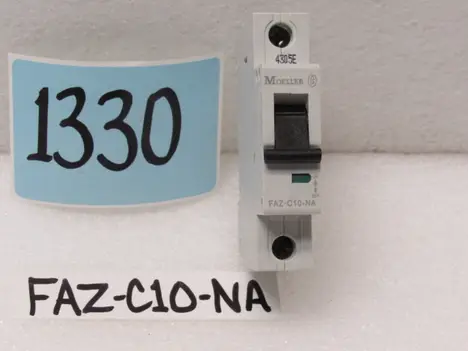 1330
4305E
MOELLER
FAZ-C10-NA
FAZ-C10-NA